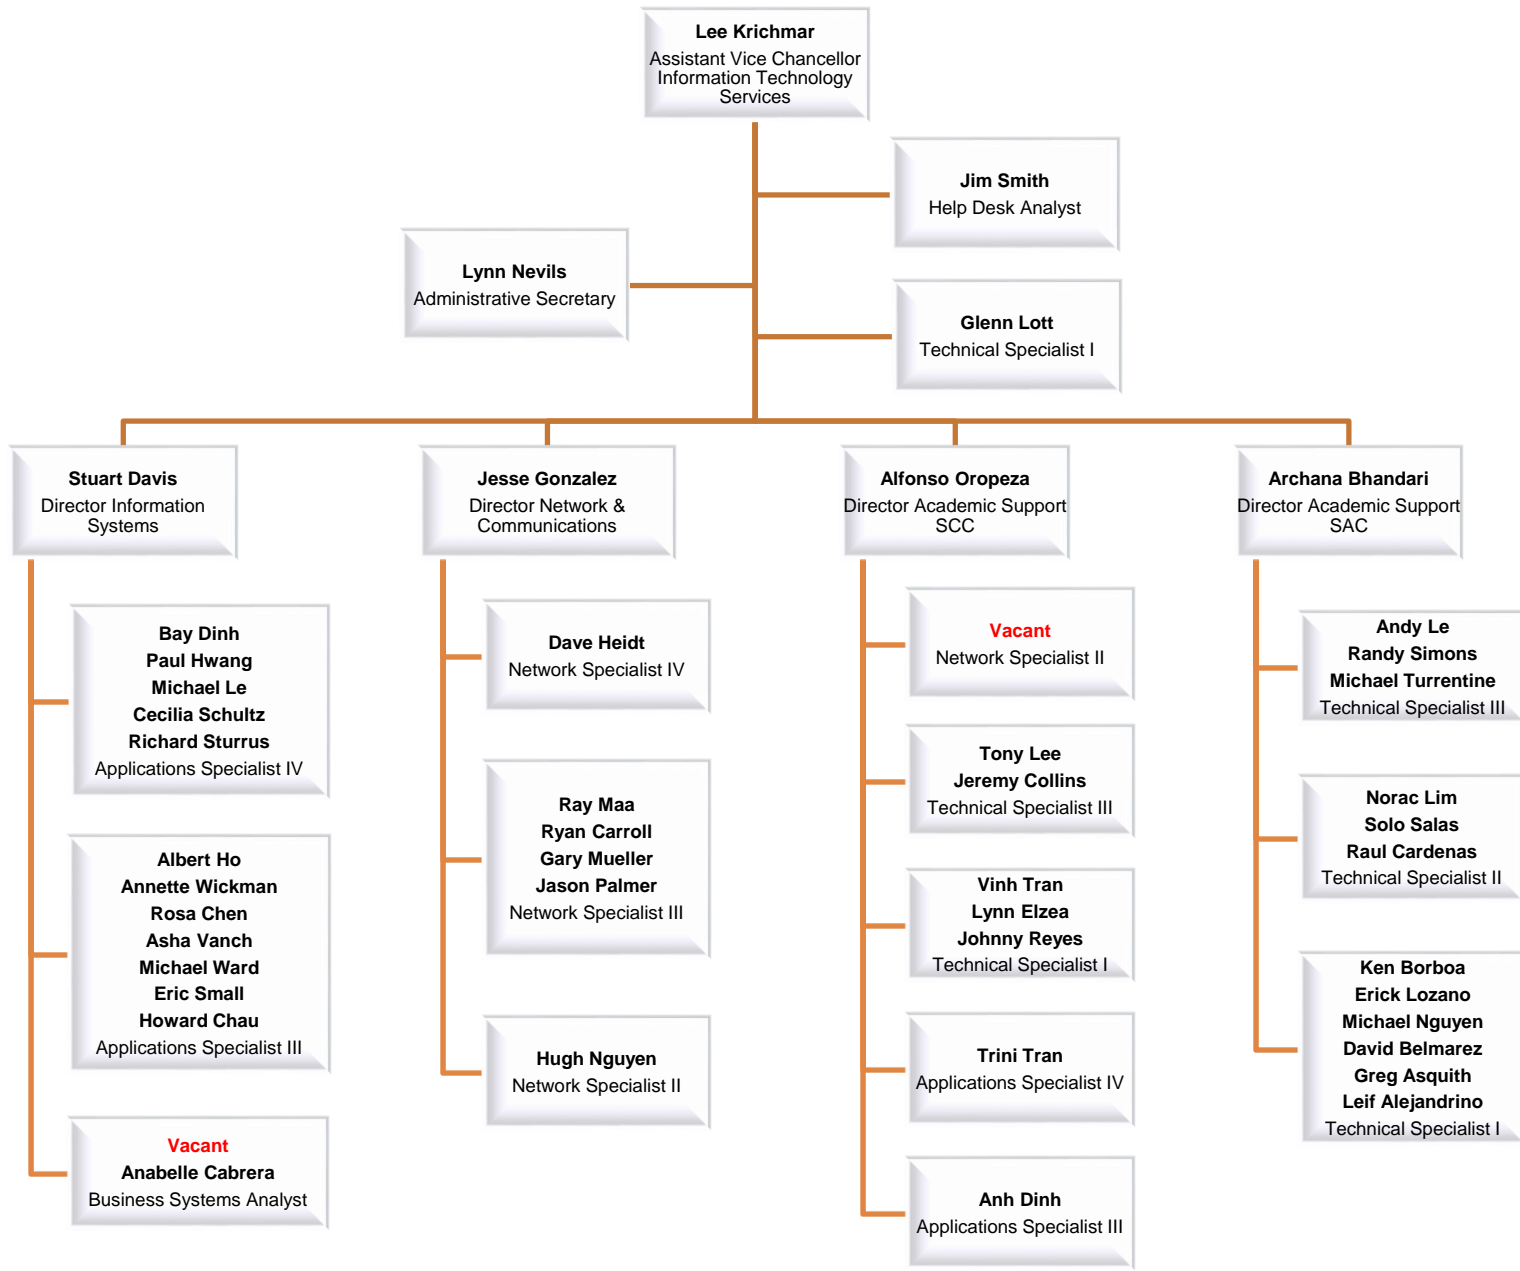 Lee Krichmar
Assistant Vice Chancellor
Information Technology
Services
Jim Smith
Help Desk Analyst
Lynn Nevils
Administrative Secretary
Glenn Lott
Technical Specialist I
Stuart Davis
Director Information
Systems
Bay Dinh
Paul Hwang
Michael Le
Cecilia Schultz
Richard Sturrus
Applications Specialist IV
Albert Ho
Annette Wickman
Rosa Chen
Asha Vanch
Michael Ward
Eric Small
Howard Chau
Applications Specialist III
Vacant
Anabelle Cabrera
Business Systems Analyst
Jesse Gonzalez
Director Network &
Communications
Dave Heidt
Network Specialist IV
Ray Maa
Ryan Carroll
Gary Mueller
Jason Palmer
Network Specialist III
Hugh Nguyen
Network Specialist II
Alfonso Oropeza
Director Academic Support
SCC
Vacant
Network Specialist II
Tony Lee
Jeremy Collins
Technical Specialist III
Vinh Tran
Lynn Elzea
Johnny Reyes
Technical Specialist I
Trini Tran
Applications Specialist IV
Anh Dinh
Applications Specialist III
Archana Bhandari
Director Academic Support
SAC
Andy Le
Randy Simons
Michael Turrentine
Technical Specialist III
Norac Lim
Solo Salas
Raul Cardenas
Technical Specialist II
Ken Borboa
Erick Lozano
Michael Nguyen
David Belmarez
Greg Asquith
Leif Alejandrino
Technical Specialist I